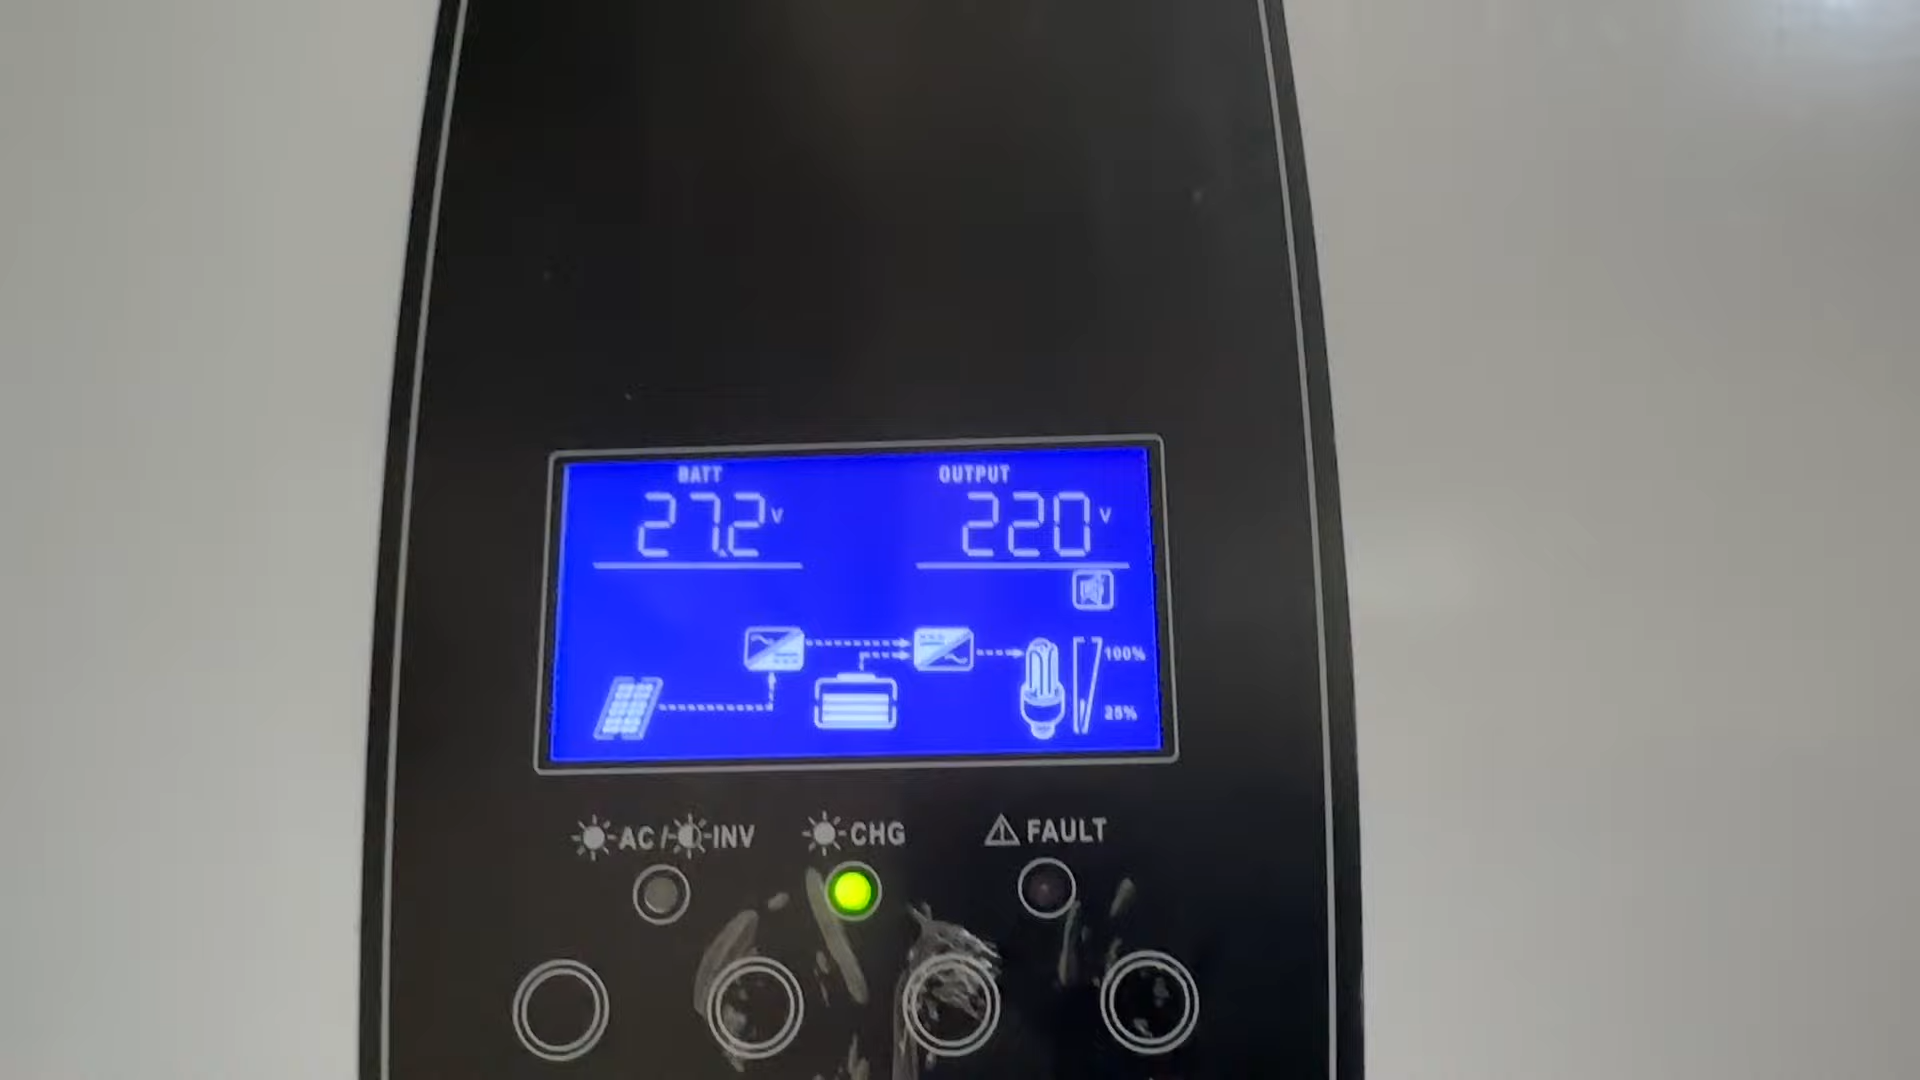 BATT OUTPUT
27.2V 220V
100%
25%
AC / INV CHG FAULT